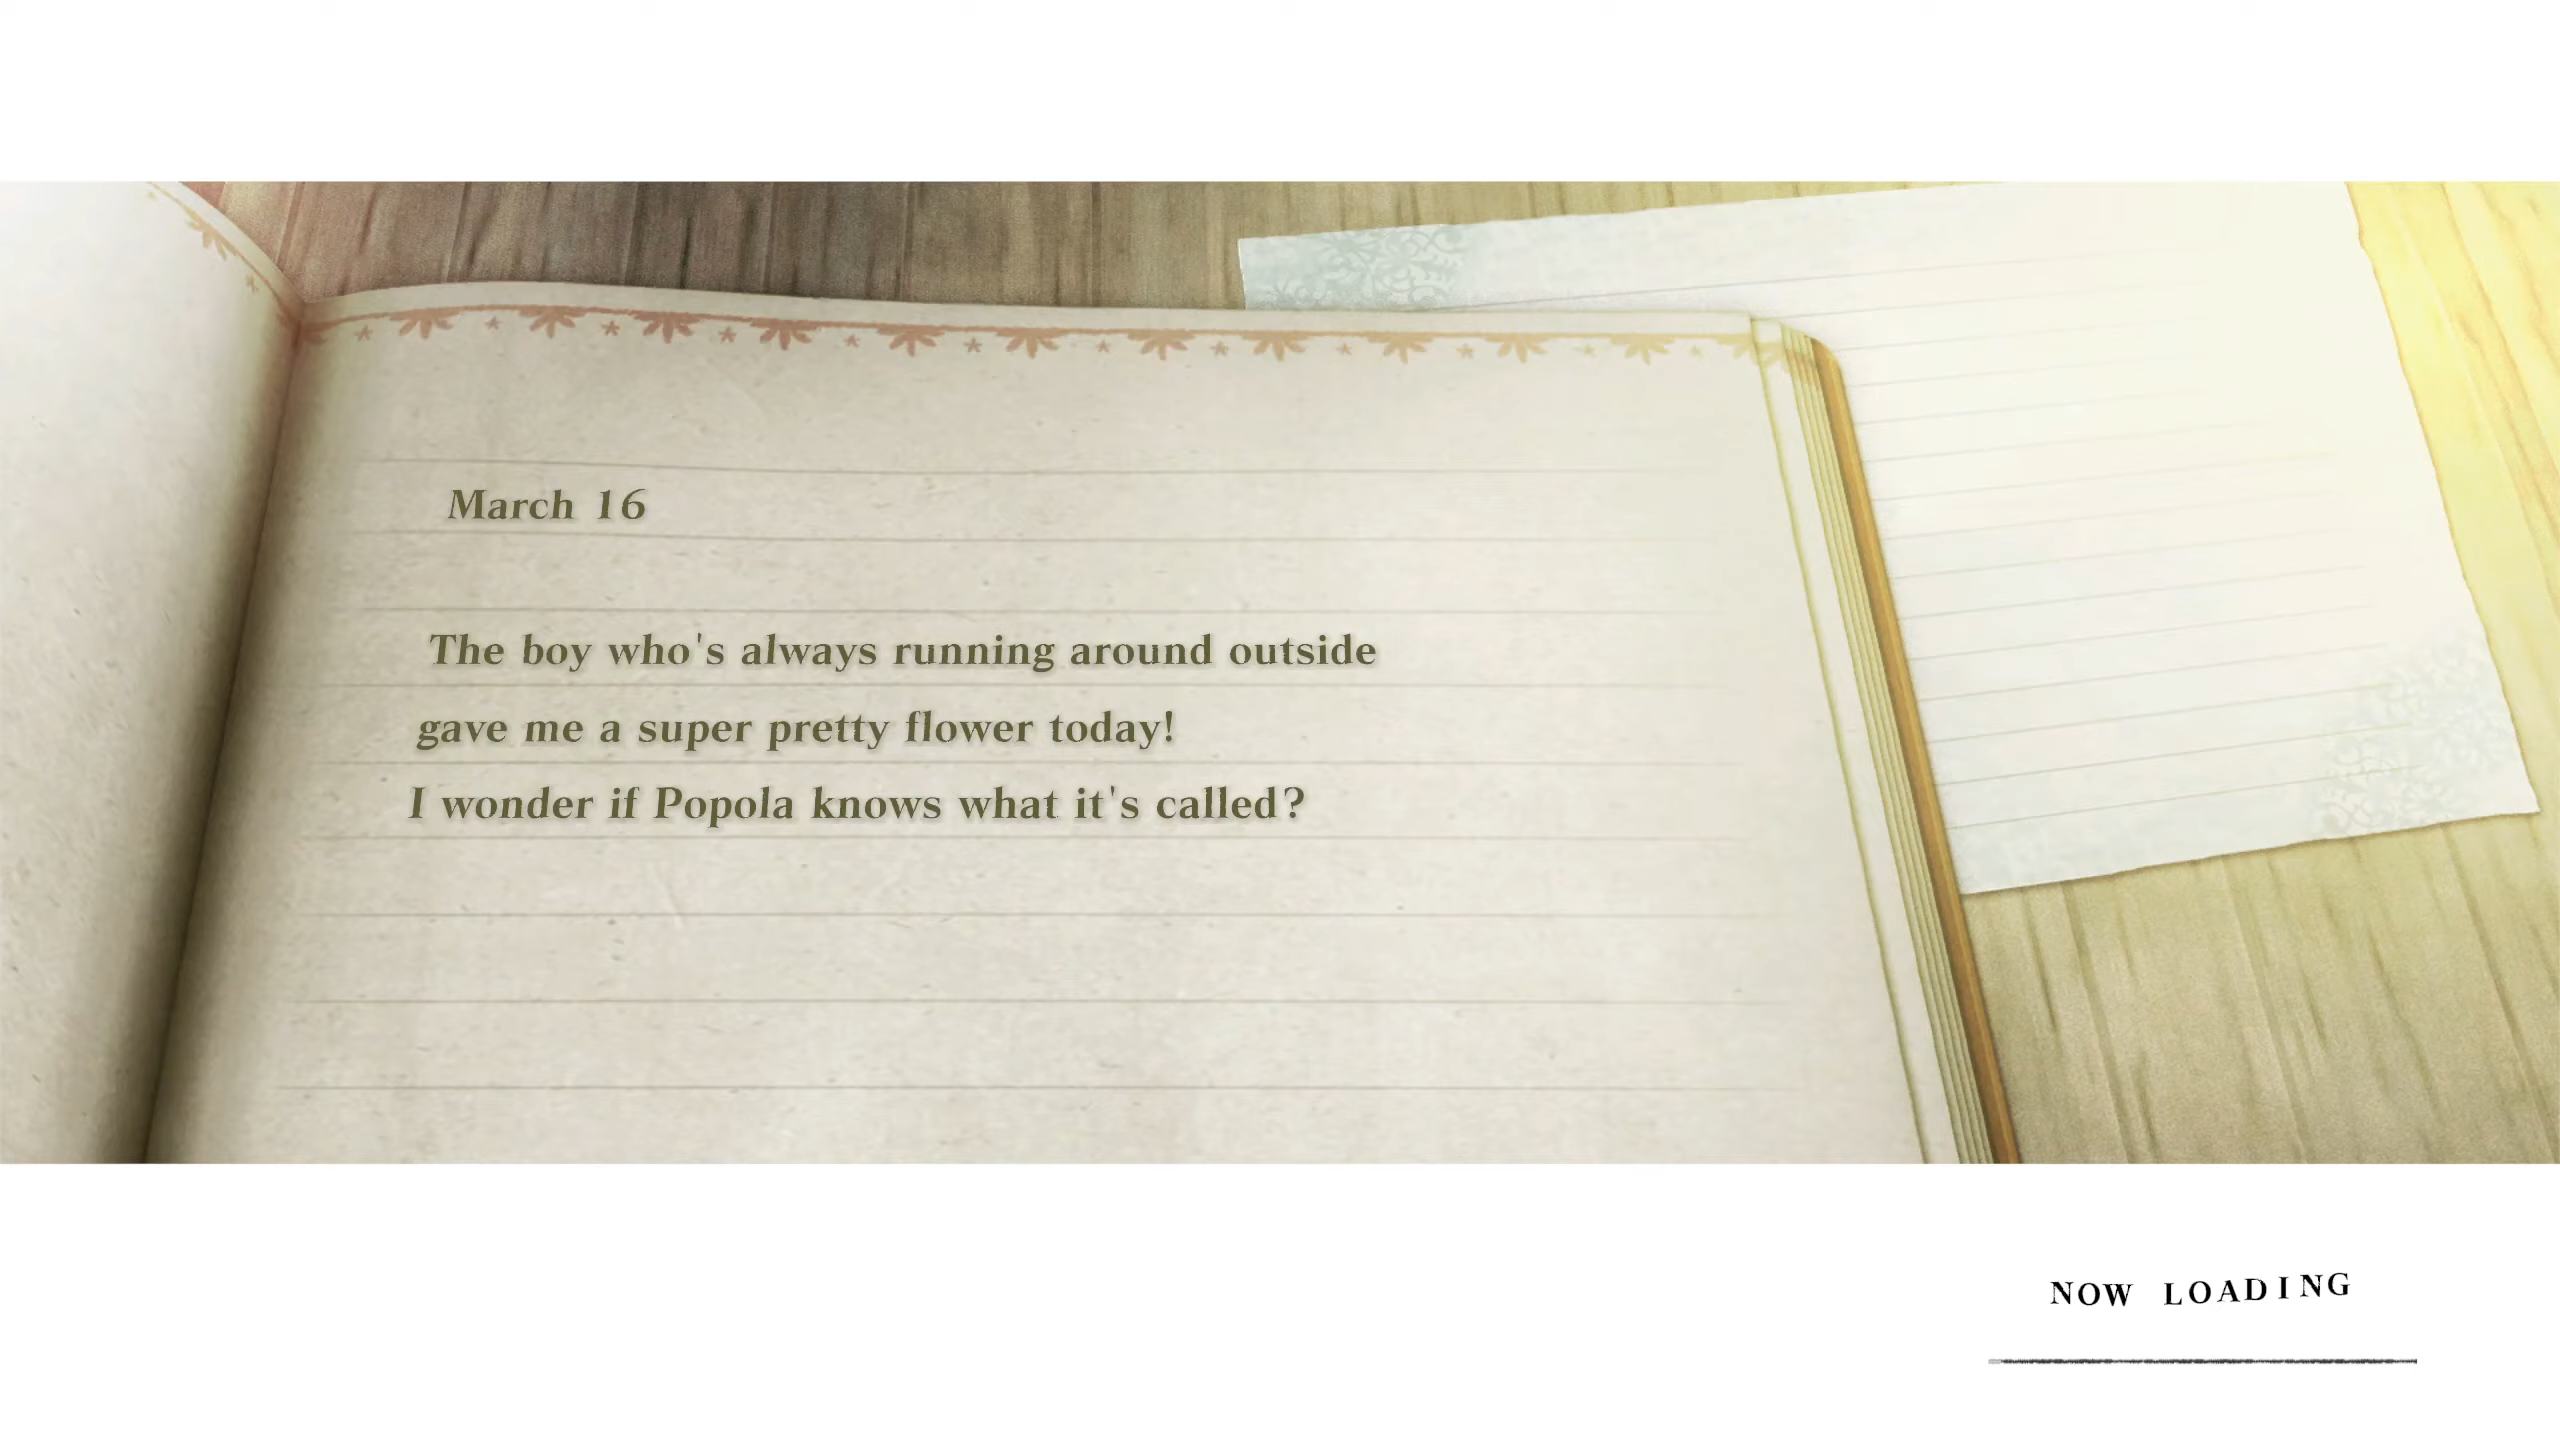 March 16
The boy who's always running around outside
gave me a super pretty flower today!
I wonder if Popola knows what it's called?
NOW LOADING